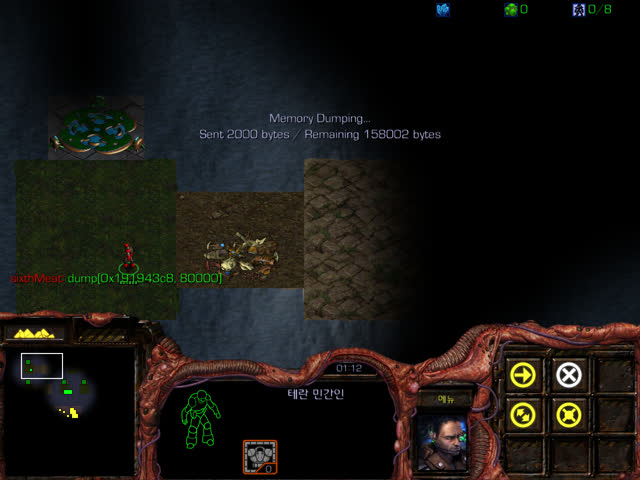 0
0/8
Memory Dumping...
Sent 2000 bytes / Remaining 158002 bytes
sixthMeap dump[0x191943c8, 80000]
01:12
테란 민간인
메뉴
0